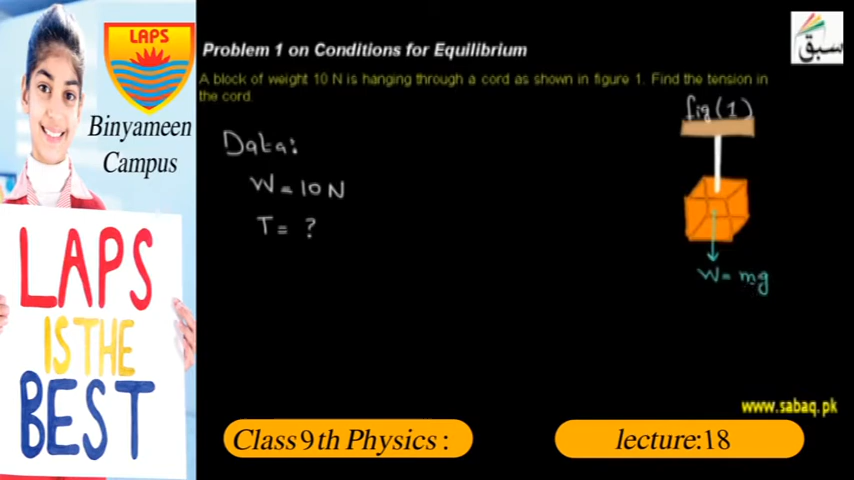 LAPS
Binyameen
Campus
LAPS
IS THE
BEST
Problem 1 on Conditions for Equilibrium
سبق
A block of weight 10 N is hanging through a cord as shown in figure 1. Find the tension in
the cord.
fig(1)
Data:
W = 10 N
T = ?
W = mg
www.sabaq.pk
Class 9th Physics :
lecture:18